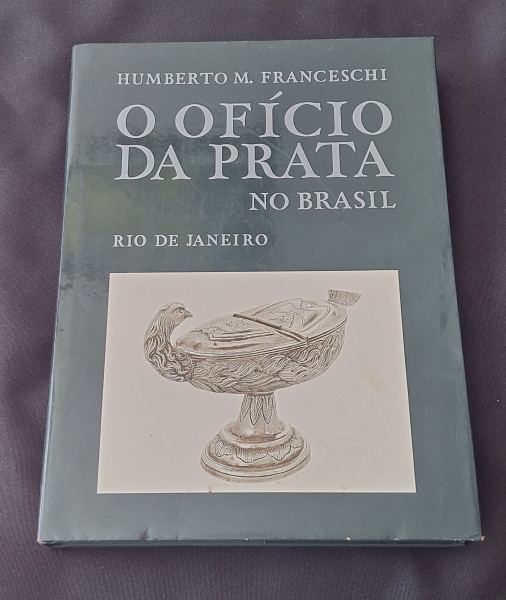 HUMBERTO M. FRANCESCHI
O OFÍCIO
DA PRATA
NO BRASIL
RIO DE JANEIRO